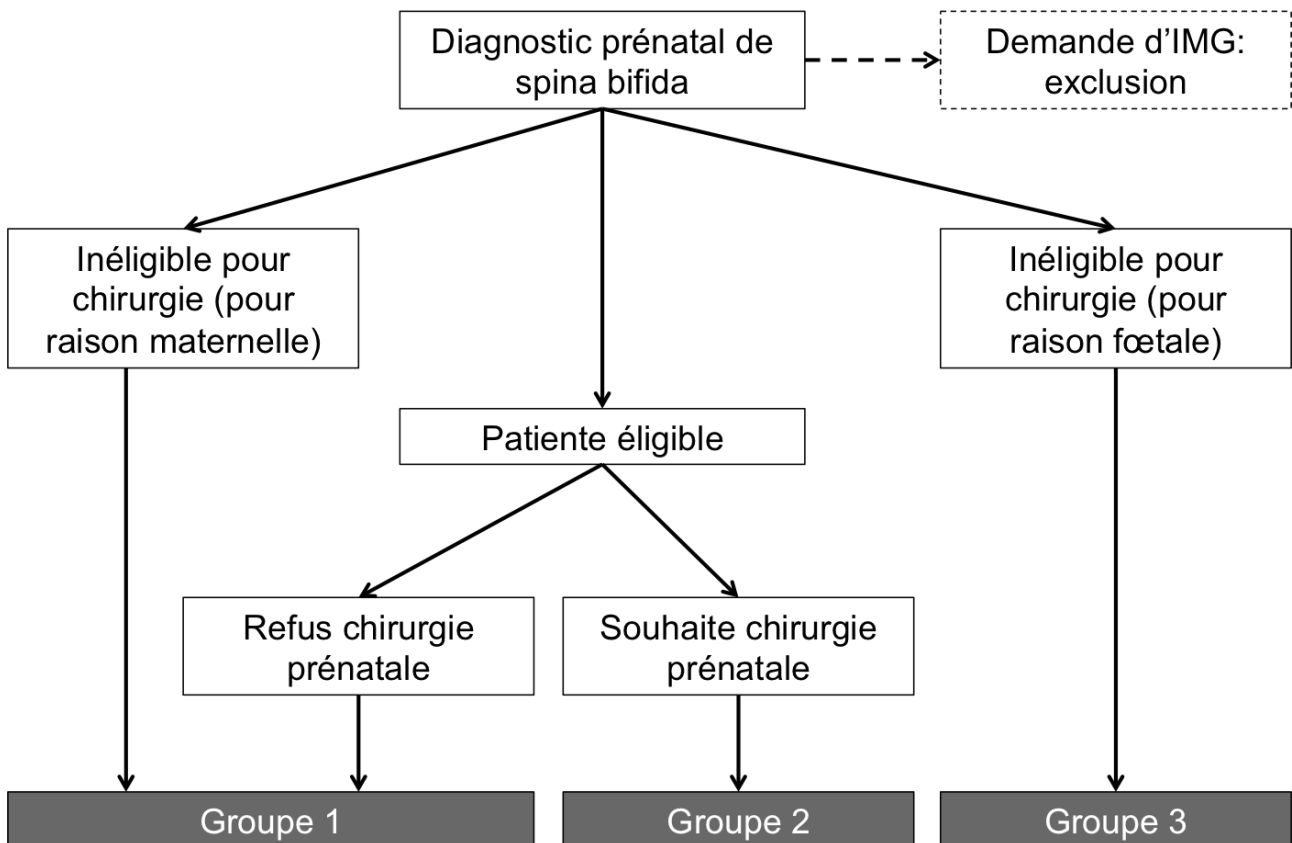 Diagnostic prénatal de
spina bifida
Demande d’IMG:
exclusion
Inéligible pour
chirurgie (pour
raison maternelle)
Inéligible pour
chirurgie (pour
raison fœtale)
Patiente éligible
Refus chirurgie
prénatale
Souhaite chirurgie
prénatale
Groupe 1
Groupe 2
Groupe 3